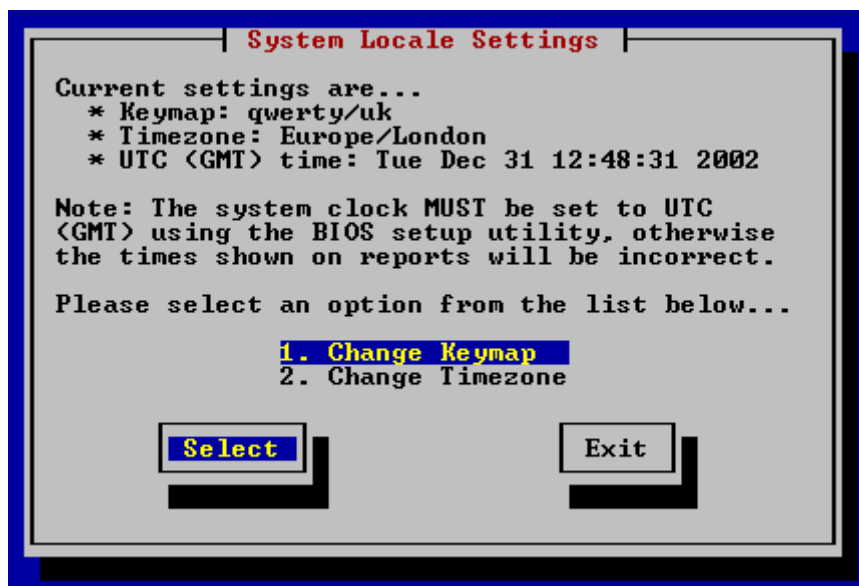 System Locale Settings
Current settings are...
* Keymap: qwerty/uk
* Timezone: Europe/London
* UTC (GMT) time: Tue Dec 31 12:48:31 2002
Note: The system clock MUST be set to UTC
(GMT) using the BIOS setup utility, otherwise
the times shown on reports will be incorrect.
Please select an option from the list below...
1. Change Keymap
2. Change Timezone
Select Exit